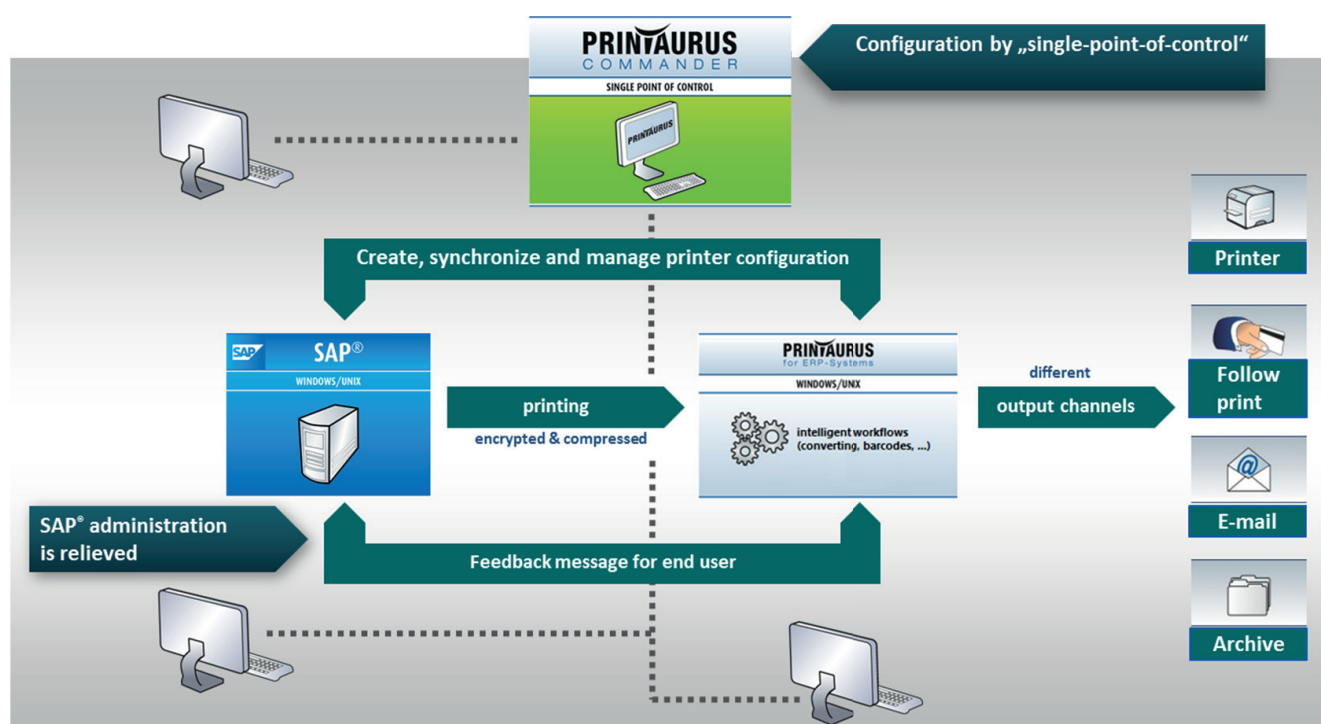 PRINTAURUS
COMMANDER
SINGLE POINT OF CONTROL
PRINTAURUS
Configuration by „single-point-of-control“
Create, synchronize and manage printer configuration
SAP
SAP®
WINDOWS/UNIX
printing
encrypted & compressed
PRINTAURUS
for ERP-Systems
WINDOWS/UNIX
intelligent workflows
(converting, barcodes, ...)
different
output channels
Printer
Follow
print
@
E-mail
Archive
SAP® administration
is relieved
Feedback message for end user